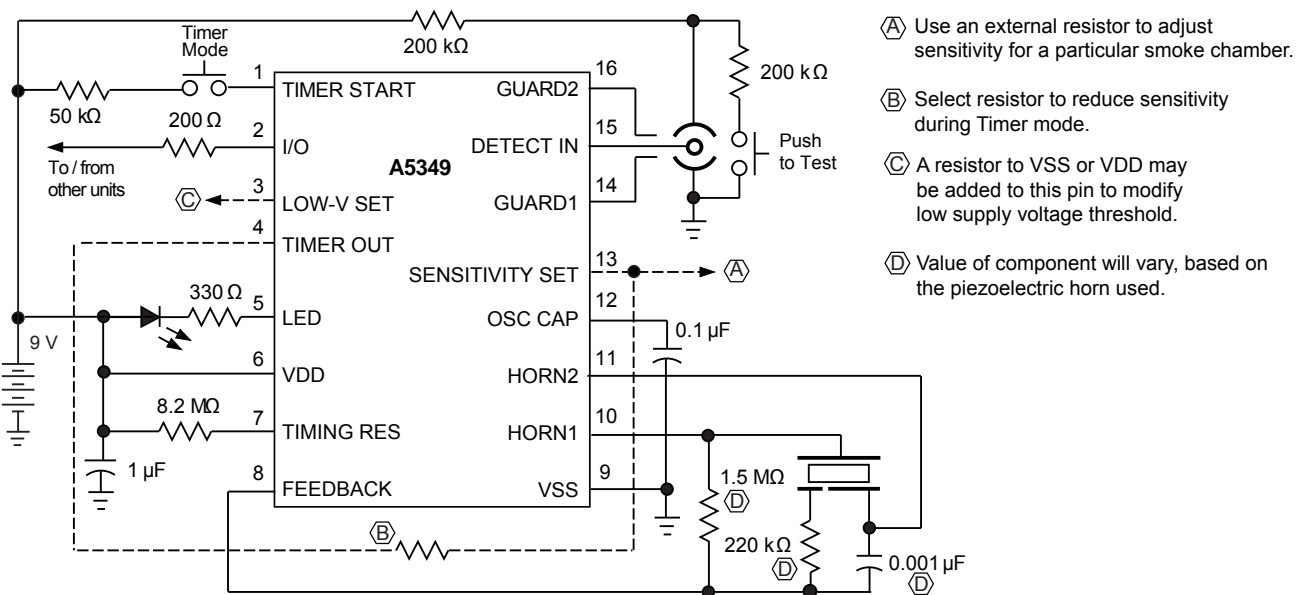 200 kΩ
Timer
Mode
50 kΩ
200 Ω
To / from
other units
1
TIMER START
2
I/O
3
LOW-V SET
4
TIMER OUT
330 Ω
5
LED
9 V
6
VDD
8.2 MΩ
7
TIMING RES
1 µF
8
FEEDBACK
A5349
16
GUARD2
15
DETECT IN
14
GUARD1
13
SENSITIVITY SET
12
OSC CAP
11
HORN2
10
HORN1
9
VSS
200 kΩ
Push
to Test
0.1 µF
1.5 MΩ
D
220 kΩ
D
0.001 µF
D
C
B
A
A Use an external resistor to adjust
sensitivity for a particular smoke chamber.
B Select resistor to reduce sensitivity
during Timer mode.
C A resistor to VSS or VDD may
be added to this pin to modify
low supply voltage threshold.
D Value of component will vary, based on
the piezoelectric horn used.